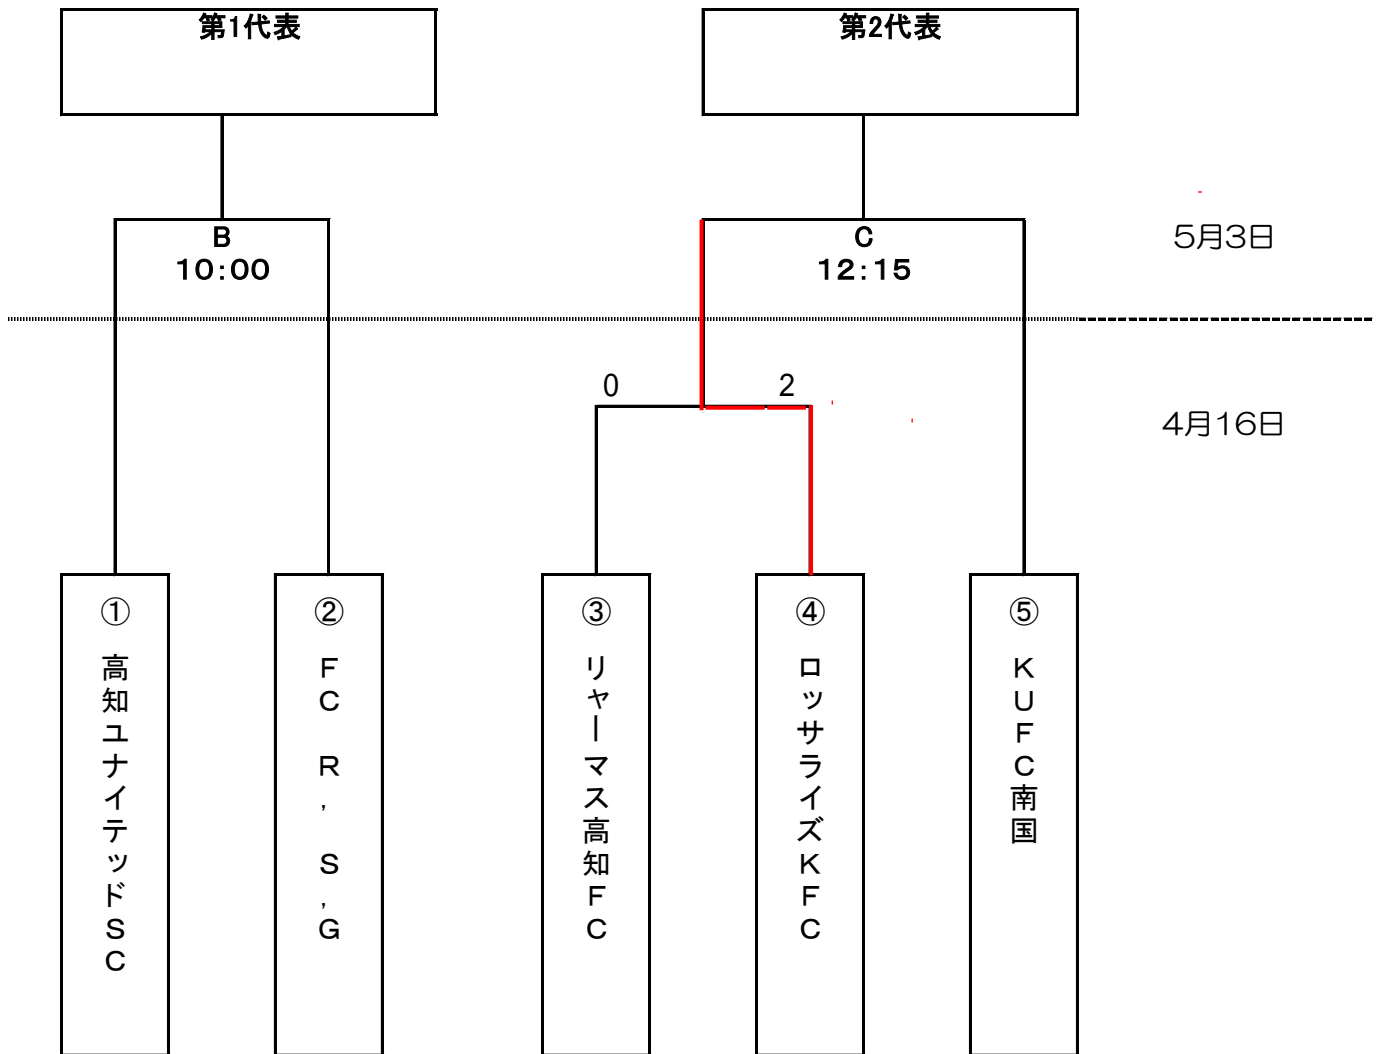 第1代表
第2代表
B
10:00
C
12:15
5月3日
0
2
4月16日
①
高知ユナイテッドSC
②
FC R, S,G
③
リャーマス高知FC
④
ロッサライズKFC
⑤
KUFC南国